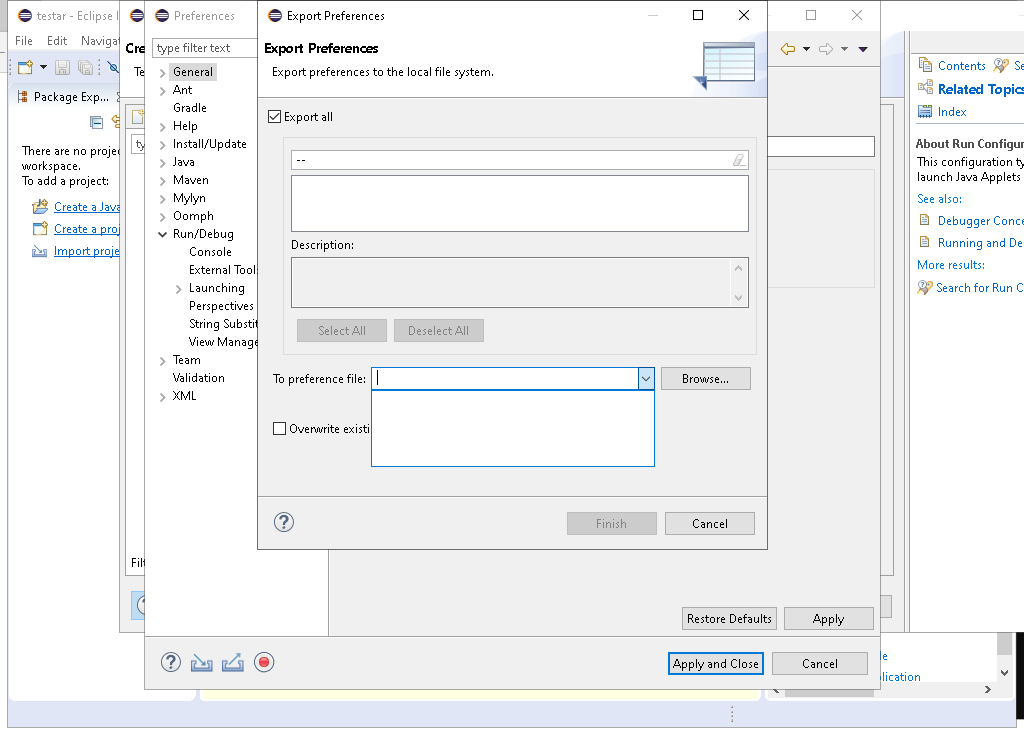 testar - Eclipse I
File Edit Navigat
Package Exp...
There are no projec
workspace.
To add a project:
Create a Java
Create a proj
Import proje
Cre
Te
ty
Filt
Preferences
type filter text
General
Ant
Gradle
Help
Install/Update
Java
Maven
Mylyn
Oomph
Run/Debug
Console
External Tool
Launching
Perspectives
String Substit
View Manage
Team
Validation
XML
Restore Defaults Apply
Apply and Close Cancel
Export Preferences
Export Preferences
Export preferences to the local file system.
Export all
--
Description:
Select All Deselect All
To preference file: Browse...
Overwrite existi
Finish Cancel
Contents Se
Related Topics
Index
About Run Configur
This configuration ty
launch Java Applets
See also:
Debugger Conce
Running and De
More results:
Search for Run C
le
lication